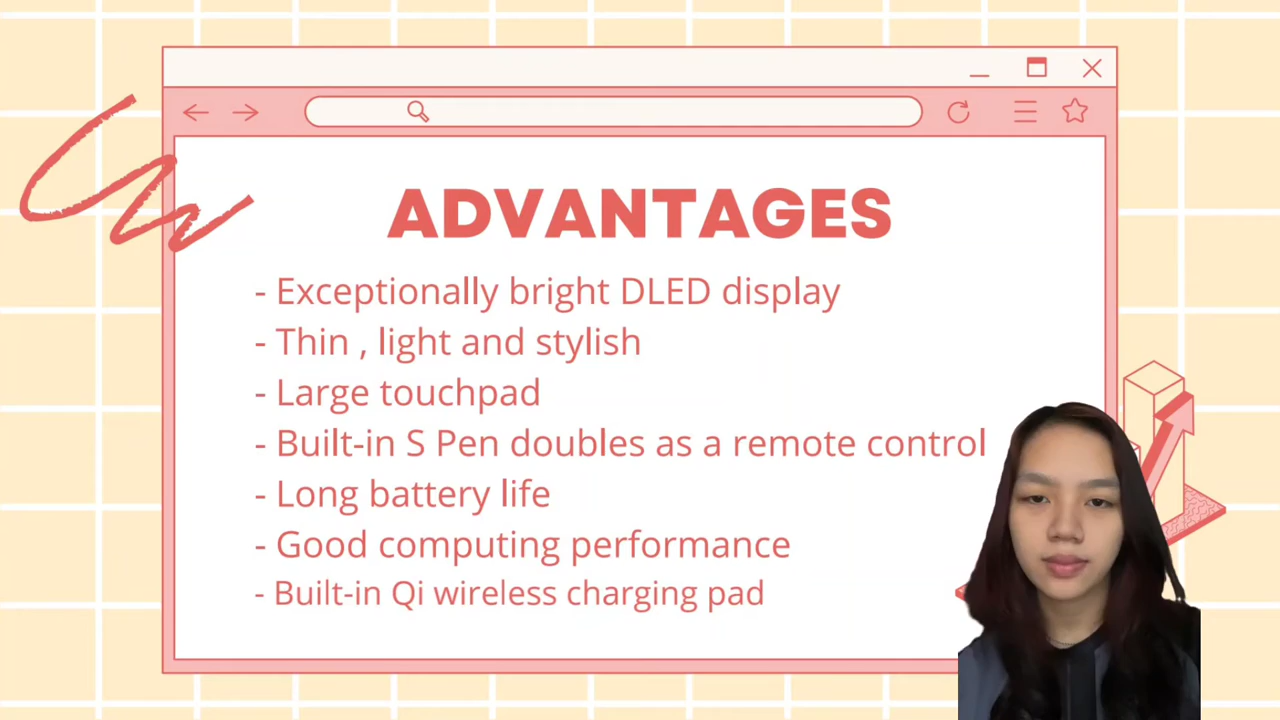 ADVANTAGES
- Exceptionally bright DLED display
- Thin , light and stylish
- Large touchpad
- Built-in S Pen doubles as a remote control
- Long battery life
- Good computing performance
- Built-in Qi wireless charging pad